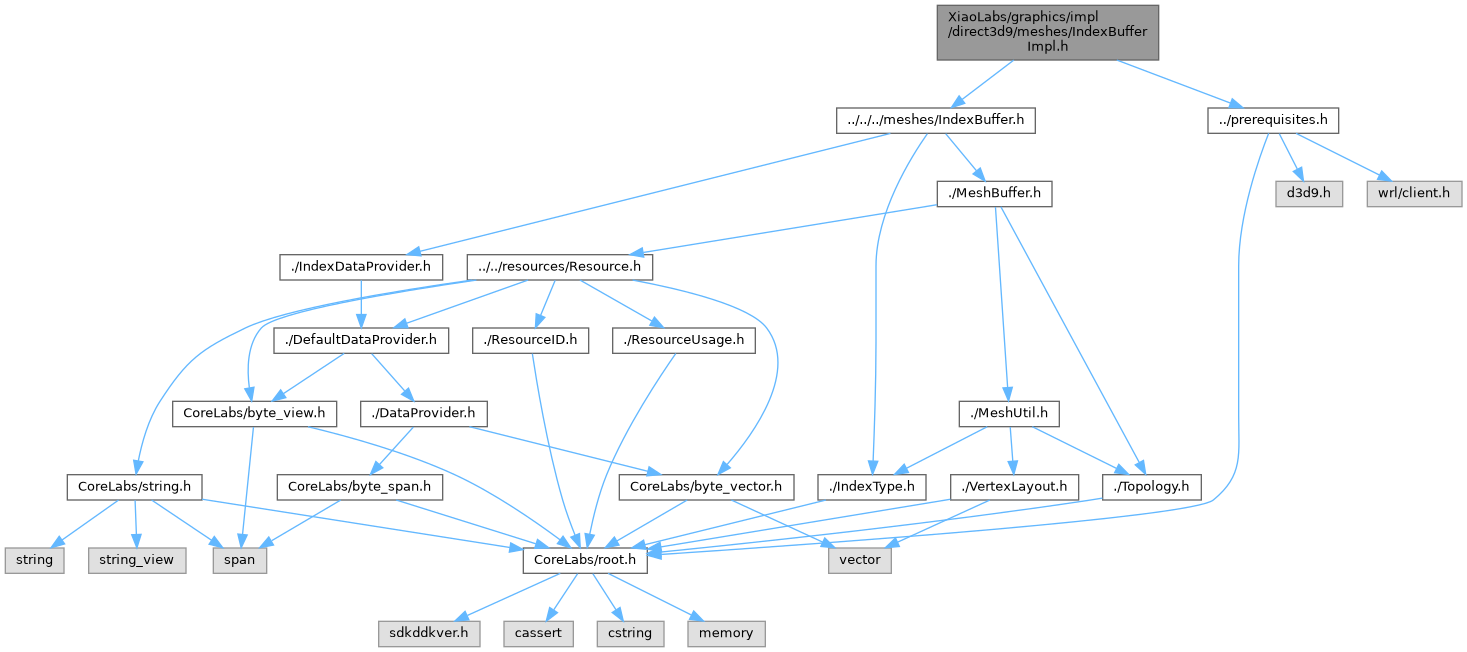 XiaoLabs/graphics/impl
/direct3d9/meshes/IndexBuffer
Impl.h
../../../meshes/IndexBuffer.h
../prerequisites.h
./MeshBuffer.h
d3d9.h
wrl/client.h
./IndexDataProvider.h
../../resources/Resource.h
./DefaultDataProvider.h
./ResourceID.h
./ResourceUsage.h
CoreLabs/byte_view.h
./DataProvider.h
./MeshUtil.h
CoreLabs/string.h
CoreLabs/byte_span.h
CoreLabs/byte_vector.h
./IndexType.h
./VertexLayout.h
./Topology.h
string
string_view
span
CoreLabs/root.h
vector
sdkddkver.h
cassert
cstring
memory